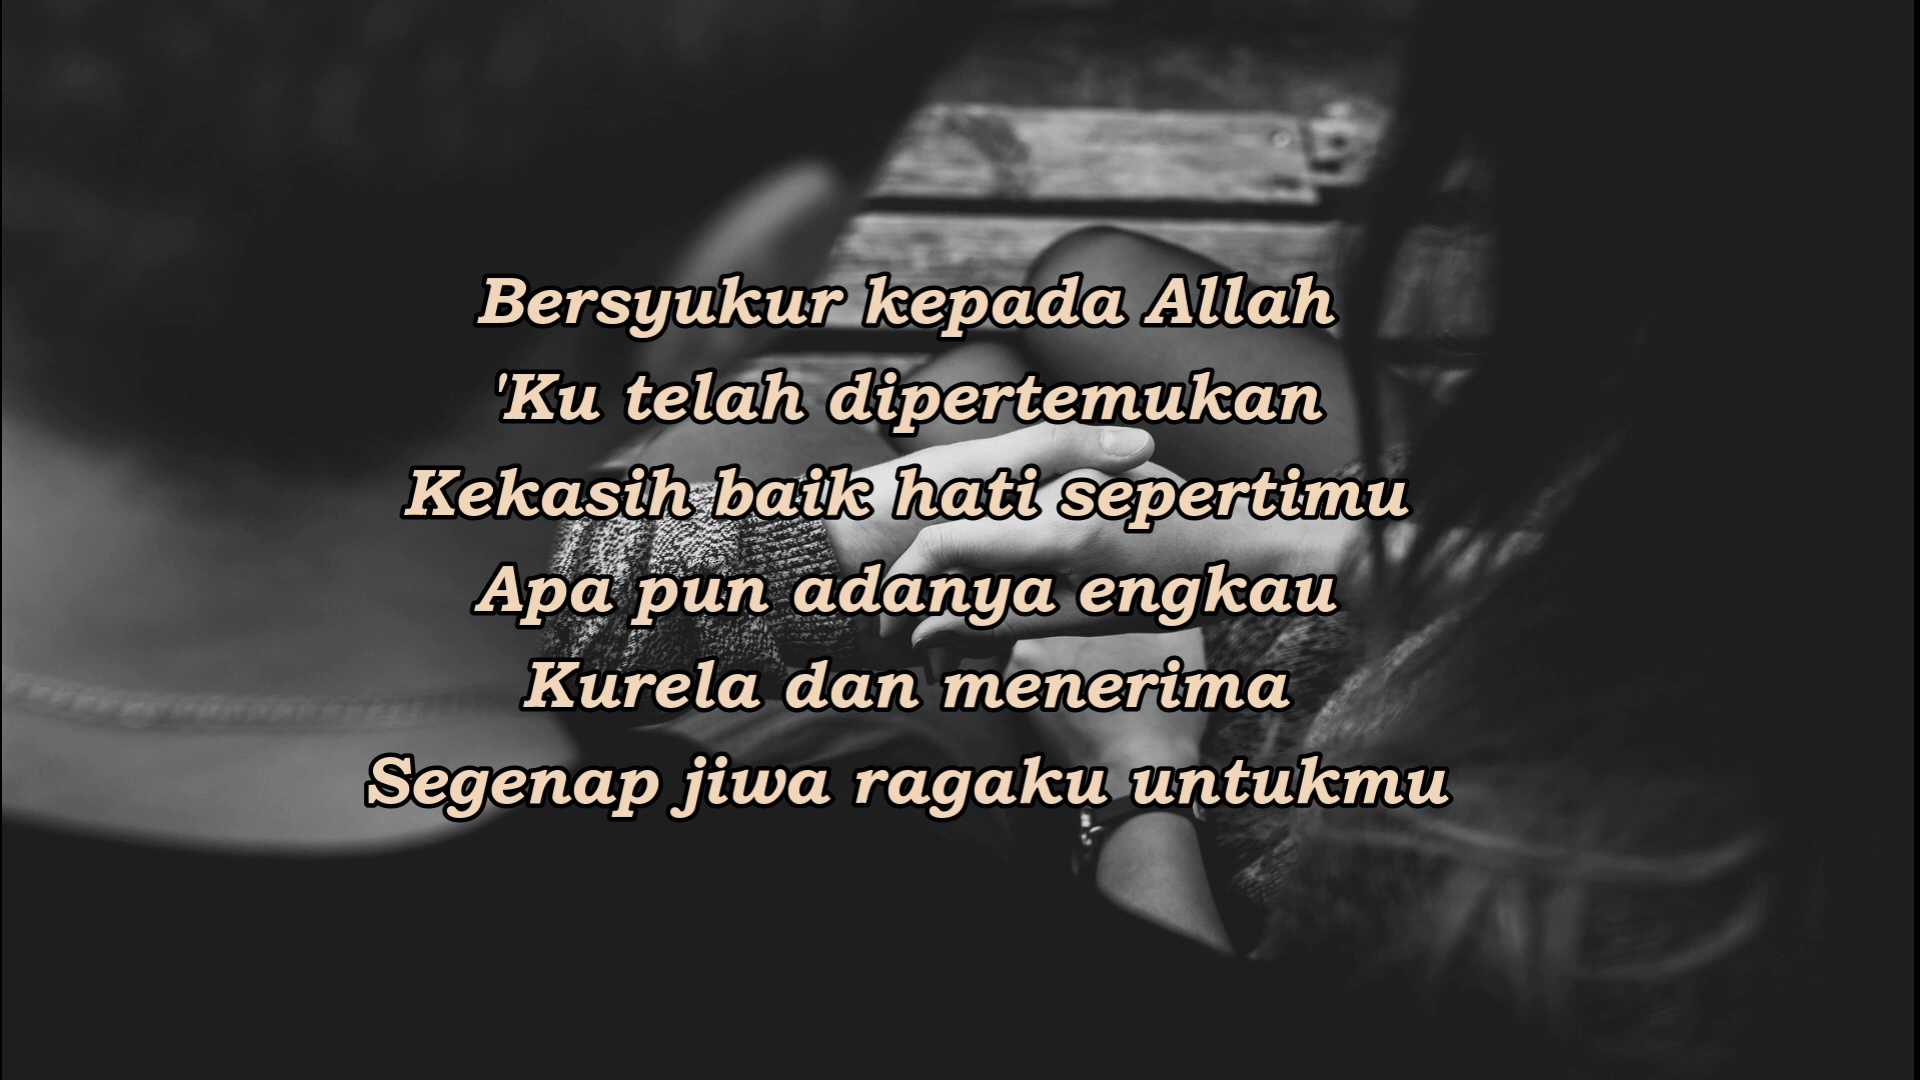 Bersyukur kepada Allah
'Ku telah dipertemukan
Kekasih baik hati sepertimu
Apa pun adanya engkau
Kurela dan menerima
Segenap jiwa ragaku untukmu